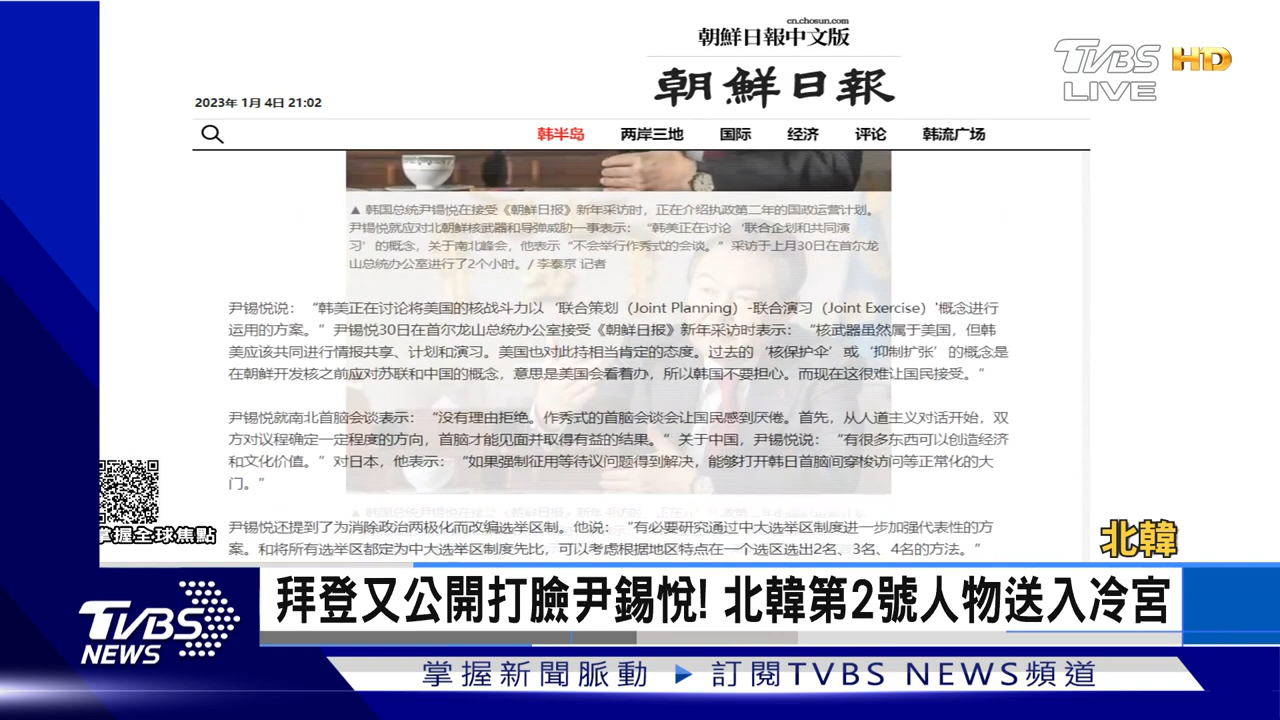 cn.chosun.com
朝鮮日報中文版
朝鮮日報
TVBS HD
LIVE
2023年 1月 4日 21:02
韩半岛 两岸三地 国际 经济 评论 韩流广场
▲ 韩国总统尹锡悦在接受《朝鲜日报》新年采访时，正在介绍执政第二年的国政运营计划。
尹锡悦就应对北朝鲜核武器和导弹威胁一事表示：“韩美正在讨论‘联合企划和共同演
习’的概念，关于南北峰会，他表示“不会举行作秀式的会谈。”采访于上月30日在首尔龙
山总统办公室进行了2个小时。/ 李泰京 记者
尹锡悦说：“韩美正在讨论将美国的核战斗力以‘联合策划（Joint Planning）-联合演习（Joint Exercise）'概念进行
运用的方案。”尹锡悦30日在首尔龙山总统办公室接受《朝鲜日报》新年采访时表示：“核武器虽然属于美国，但韩
美应该共同进行情报共享、计划和演习。美国也对此持相当肯定的态度。过去的‘核保护伞’或‘抑制扩张’的概念是
在朝鲜开发核之前应对苏联和中国的概念，意思是美国会看着办，所以韩国不要担心。而现在这很难让国民接受。”
尹锡悦就南北首脑会谈表示：“没有理由拒绝。作秀式的首脑会谈会让国民感到厌倦。首先，从人道主义对话开始，双
方对议程确定一定程度的方向，首脑才能见面并取得有益的结果。”关于中国，尹锡悦说：“有很多东西可以创造经济
和文化价值。”对日本，他表示：“如果强制征用等待议问题得到解决，能够打开韩日首脑间穿梭访问等正常化的大
门。”
尹锡悦还提到了为消除政治两极化而改编选举区制。他说：“有必要研究通过中大选举区制度进一步加强代表性的方
案。和将所有选举区都定为中大选举区制度先比，可以考虑根据地区特点在一个选区选出2名、3名、4名的方法。”
掌握全球焦點
北韓
拜登又公開打臉尹錫悅! 北韓第2號人物送入冷宮
TVBS
NEWS
掌握新聞脈動 ▶ 訂閱TVBS NEWS頻道